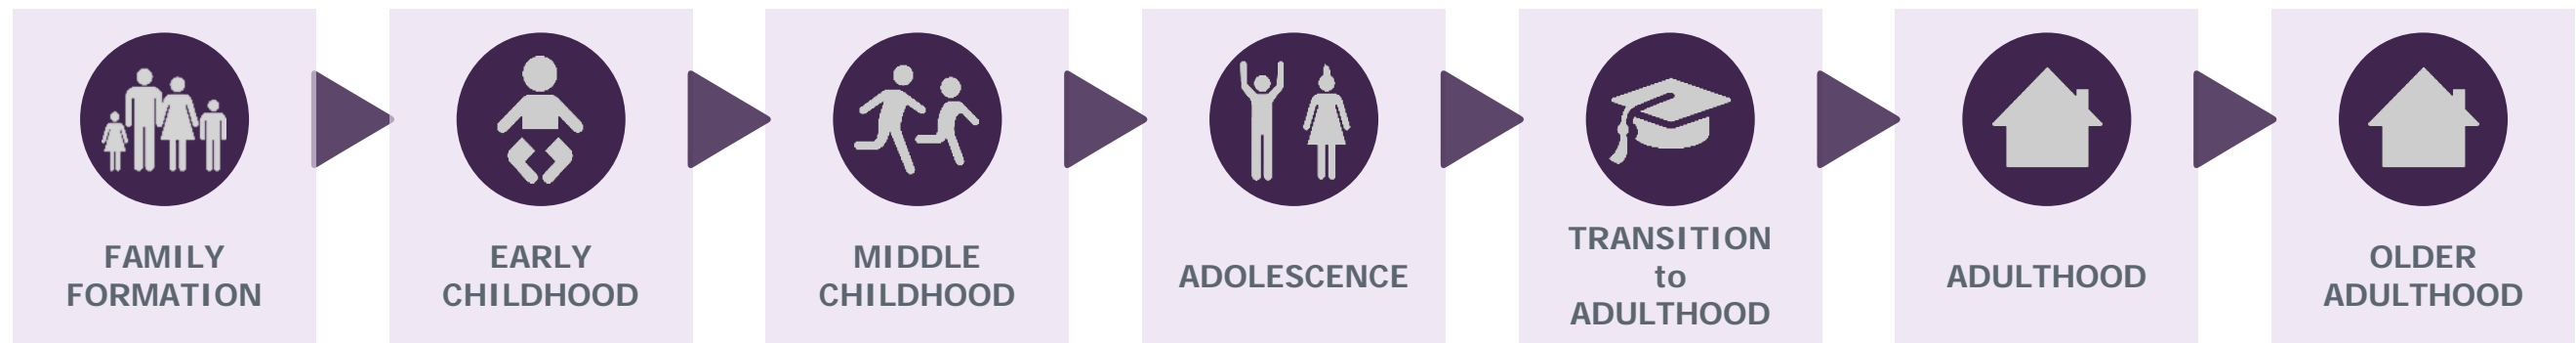 FAMILY
FORMATION
EARLY
CHILDHOOD
MIDDLE
CHILDHOOD
ADOLESCENCE
TRANSITION
to
ADULTHOOD
ADULTHOOD
OLDER
ADULTHOOD